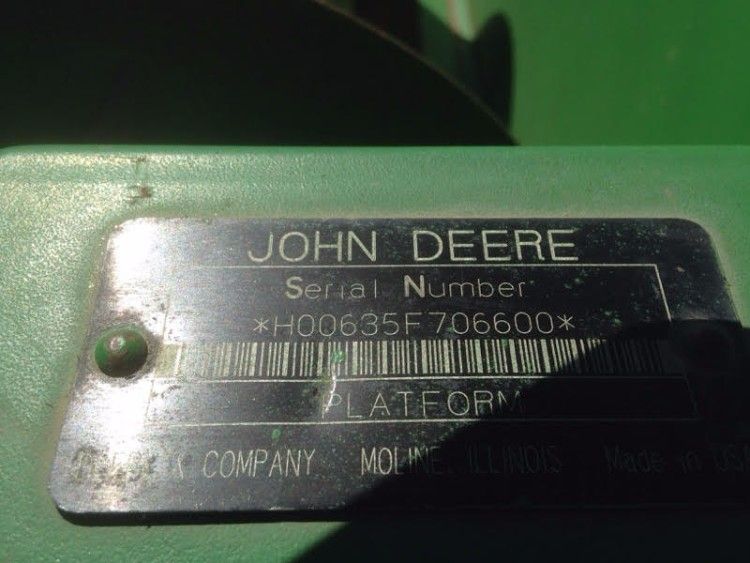 JOHN DEERE
Serial Number
*H00635F706600*
PLATFORM
& COMPANY MOLINE, ILLINOIS Made in USA